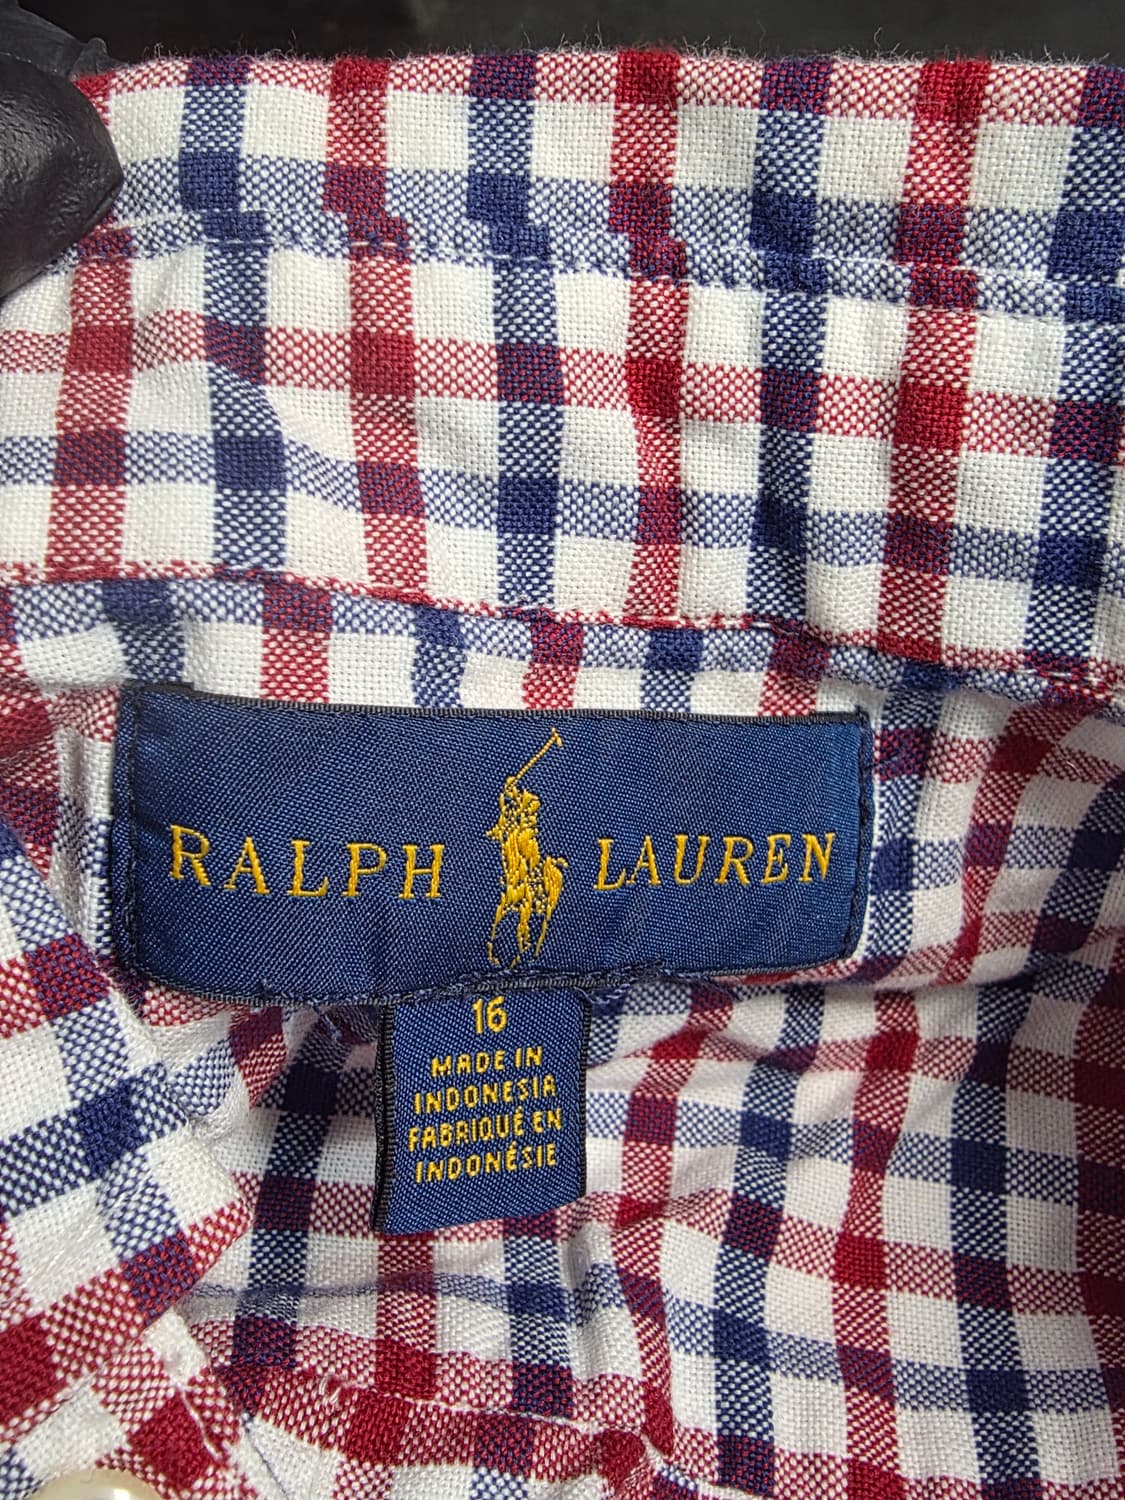 RALPH LAUREN
16
MADE IN
INDONESIA
FABRIQUÉ EN
INDONÉSIE